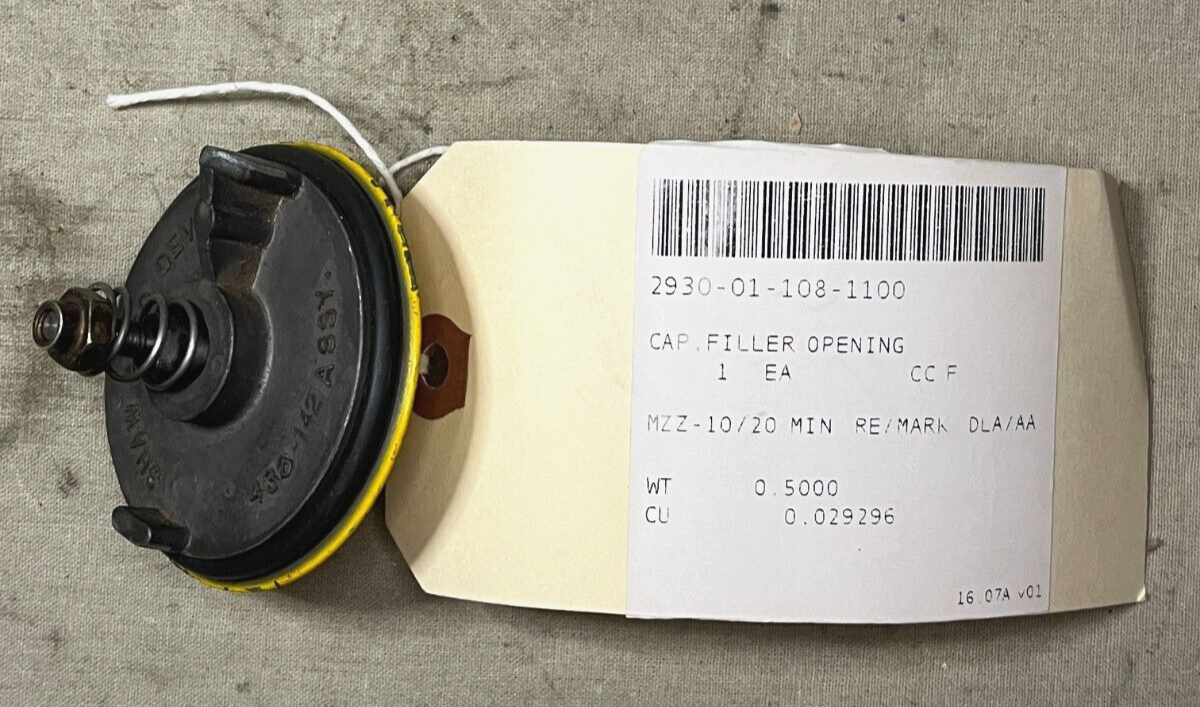 2930-01-108-1100
CAP,FILLER OPENING
1 EA CC F
MZZ-10/20 MIN RE/MARK DLA/AA
WT 0.5000
CU 0.029296
16.07A v01